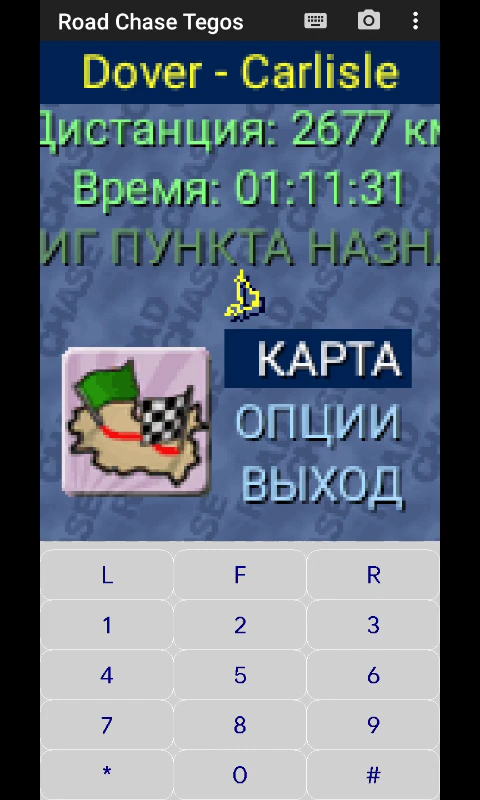 Road Chase Tegos
Dover - Carlisle
Дистанция: 2677 км
Время: 01:11:31
ИГ ПУНКТА НАЗН
КАРТА
ОПЦИИ
ВЫХОД
L F R
1 2 3
4 5 6
7 8 9
* 0 #